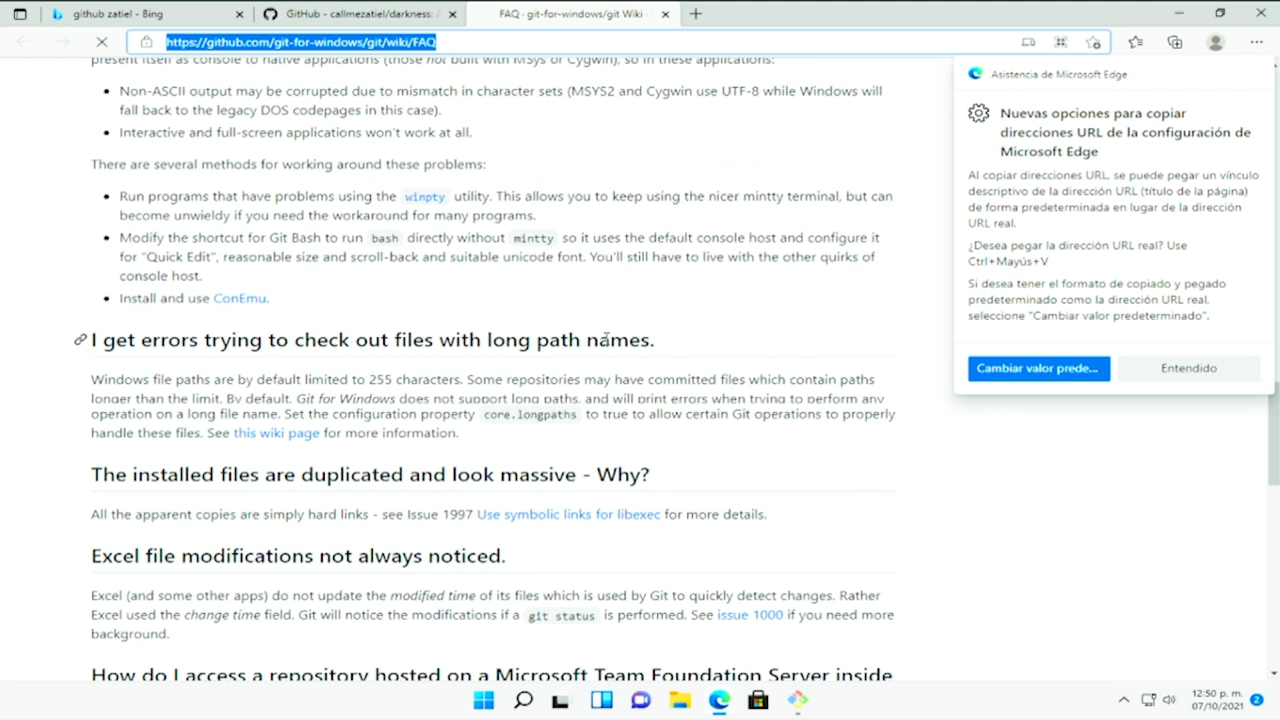 github zatiel - Bing
GitHub - callmezatiel/darkness:
FAQ · git-for-windows/git Wiki
https://github.com/git-for-windows/git/wiki/FAQ
present itself as console to native applications (those not built with MSys or Cygwin), so in these applications:
Non-ASCII output may be corrupted due to mismatch in character sets (MSYS2 and Cygwin use UTF-8 while Windows will
fall back to the legacy DOS codepages in this case).
Interactive and full-screen applications won't work at all.
There are several methods for working around these problems:
Run programs that have problems using the winpty utility. This allows you to keep using the nicer mintty terminal, but can
become unwieldy if you need the workaround for many programs.
Modify the shortcut for Git Bash to run bash directly without mintty so it uses the default console host and configure it
for "Quick Edit", reasonable size and scroll-back and suitable unicode font. You'll still have to live with the other quirks of
console host.
Install and use ConEmu.
I get errors trying to check out files with long path names.
Windows file paths are by default limited to 255 characters. Some repositories may have committed files which contain paths
longer than the limit. By default, Git for Windows does not support long paths, and will print errors when trying to perform any
operation on a long file name. Set the configuration property core.longpaths to true to allow certain Git operations to properly
handle these files. See this wiki page for more information.
The installed files are duplicated and look massive - Why?
All the apparent copies are simply hard links - see Issue 1997 Use symbolic links for libexec for more details.
Excel file modifications not always noticed.
Excel (and some other apps) do not update the modified time of its files which is used by Git to quickly detect changes. Rather
Excel used the change time field. Git will notice the modifications if a git status is performed. See issue 1000 if you need more
background.
How do I access a repository hosted on a Microsoft Team Foundation Server inside
Asistencia de Microsoft Edge
Nuevas opciones para copiar
direcciones URL de la configuración de
Microsoft Edge
Al copiar direcciones URL, se puede pegar un vínculo
descriptivo de la dirección URL (título de la página)
de forma predeterminada en lugar de la dirección
URL real.
¿Desea pegar la dirección URL real? Use
Ctrl+Mayús+V
Si desea tener el formato de copiado y pegado
predeterminado como la dirección URL real,
seleccione "Cambiar valor predeterminado".
Cambiar valor prede...
Entendido
12:50 p. m.
07/10/2021
2